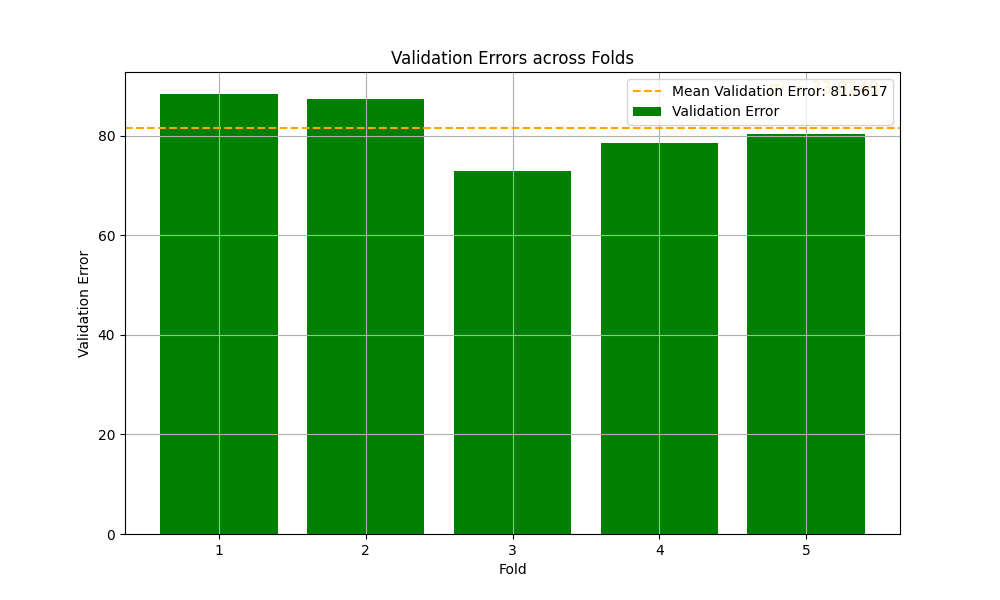 Validation Errors across Folds
Mean Validation Error: 81.5617
Validation Error
Validation Error
80
60
40
20
0
1 2 3 4 5
Fold